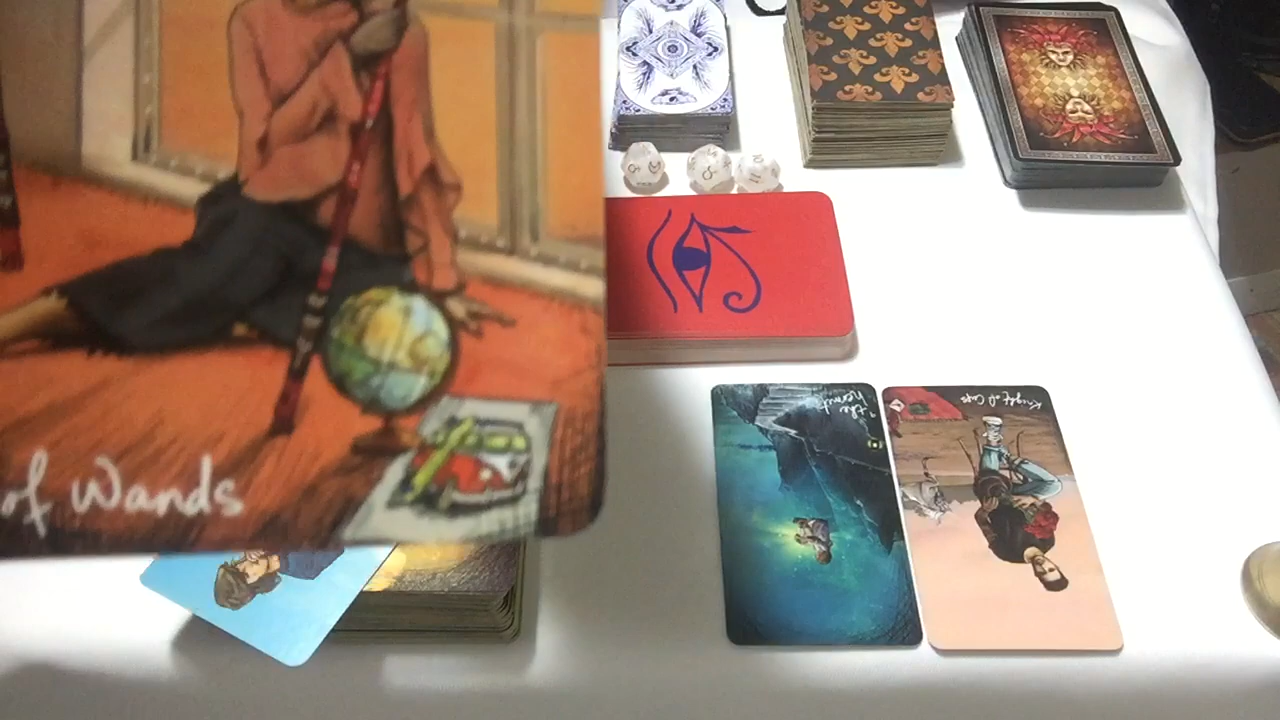 of Wands
the
hermit
Knight of Cups